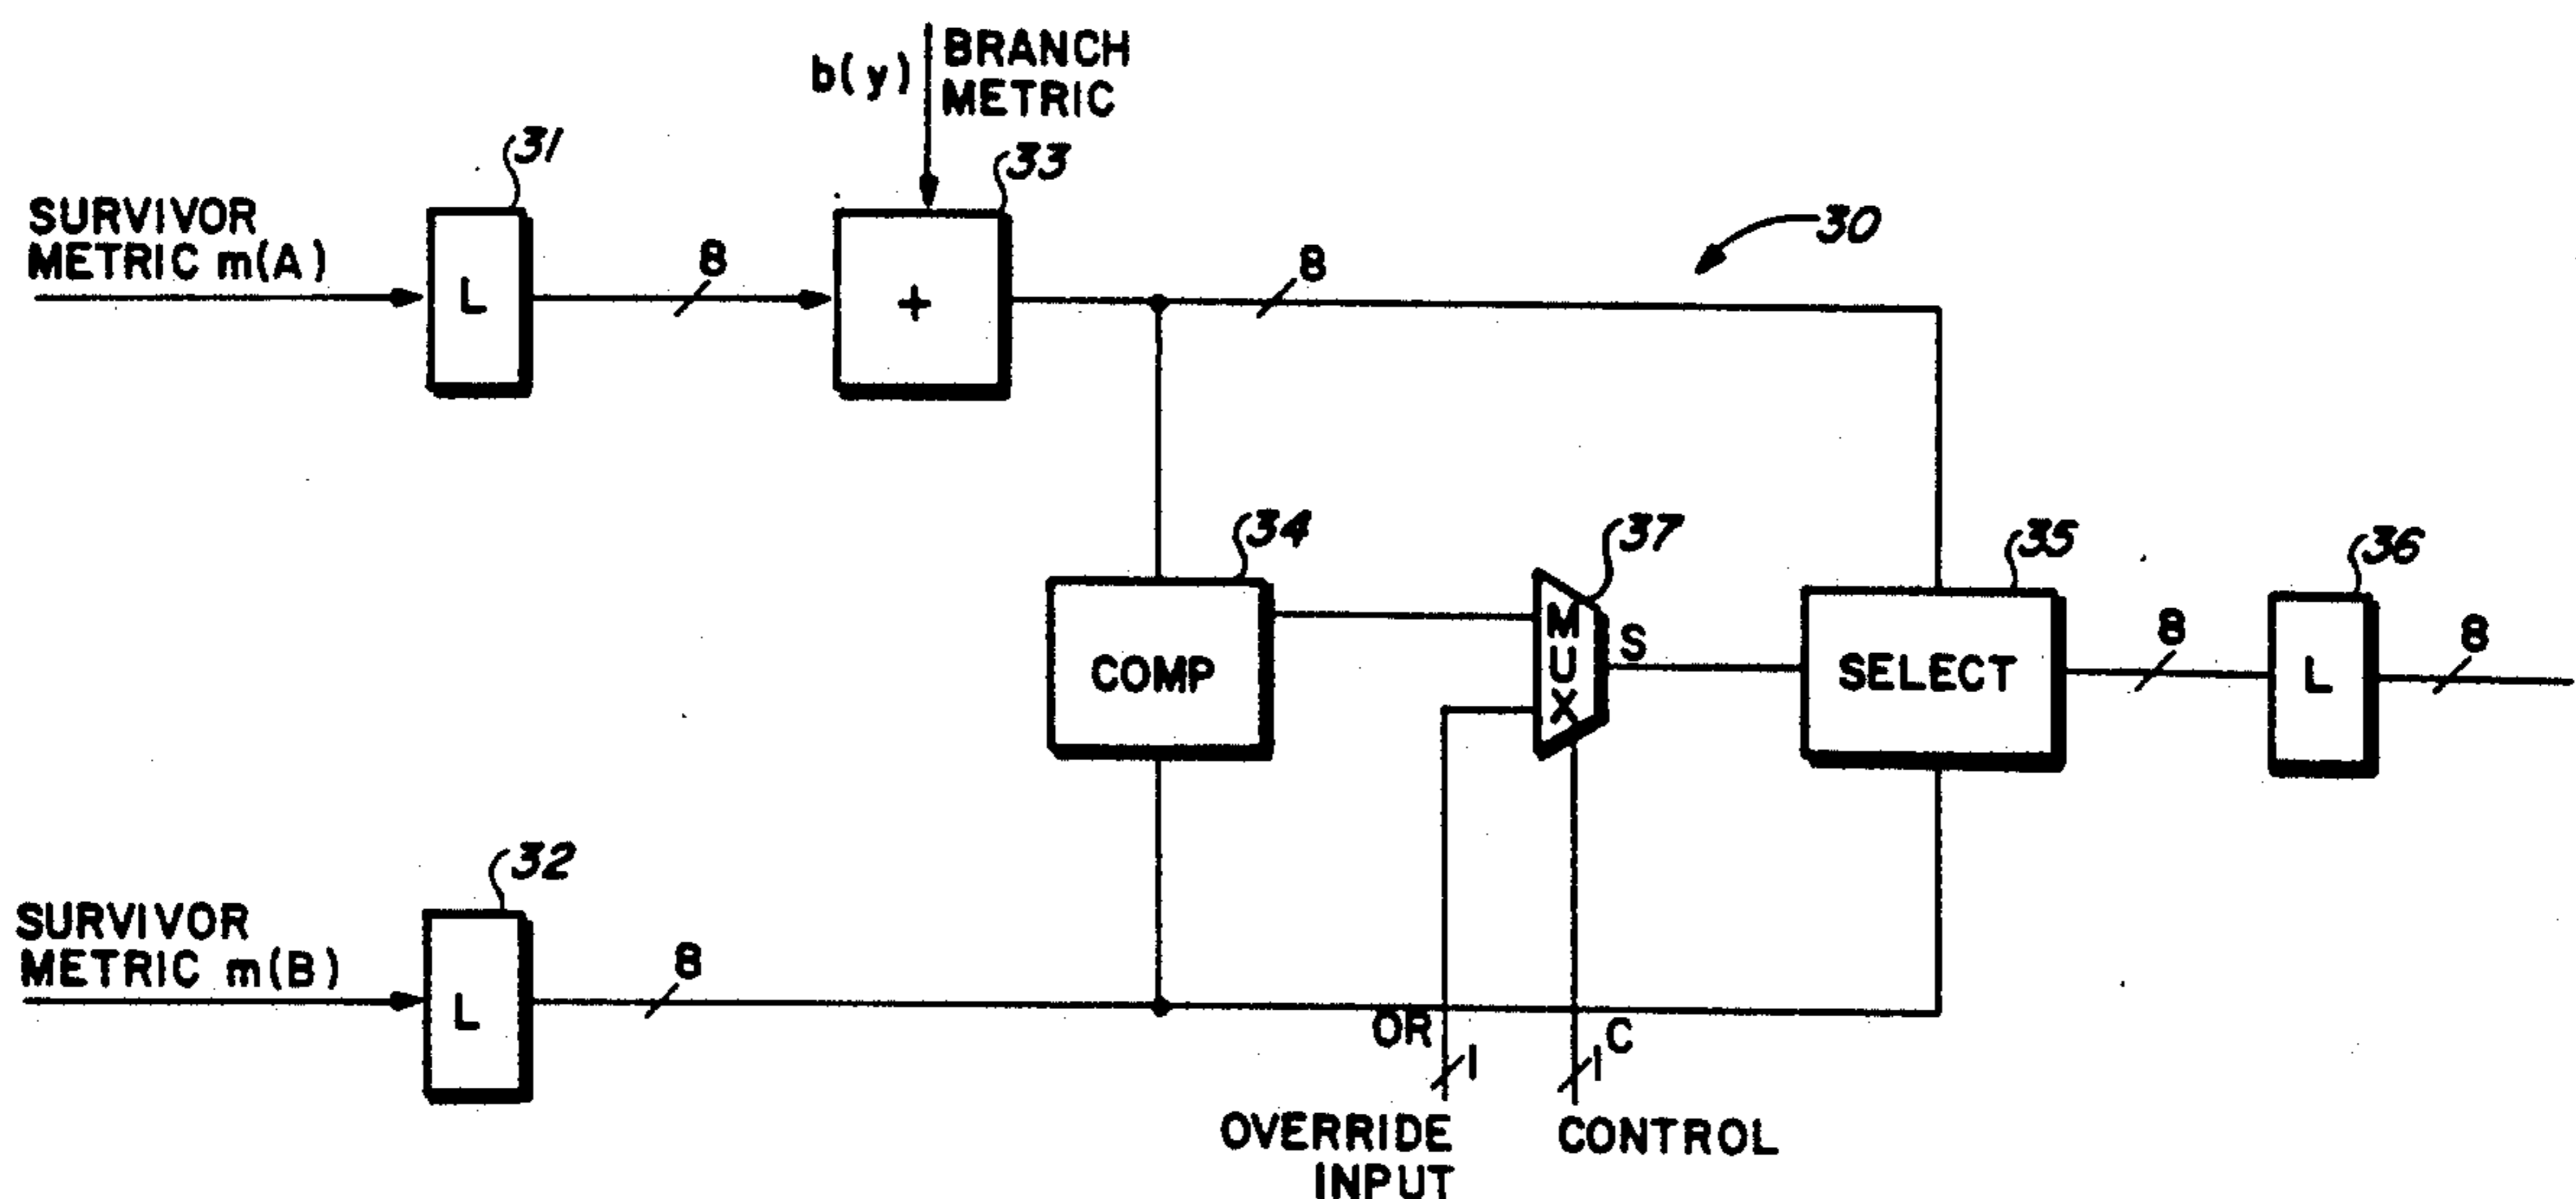 b(y)
BRANCH
METRIC
31
33
SURVIVOR
METRIC m(A)
L
8
+
8
30
34
37
35
36
COMP
MUX
S
SELECT
8
L
8
32
SURVIVOR
METRIC m(B)
L
8
OR
1
1
C
OVERRIDE
INPUT
CONTROL